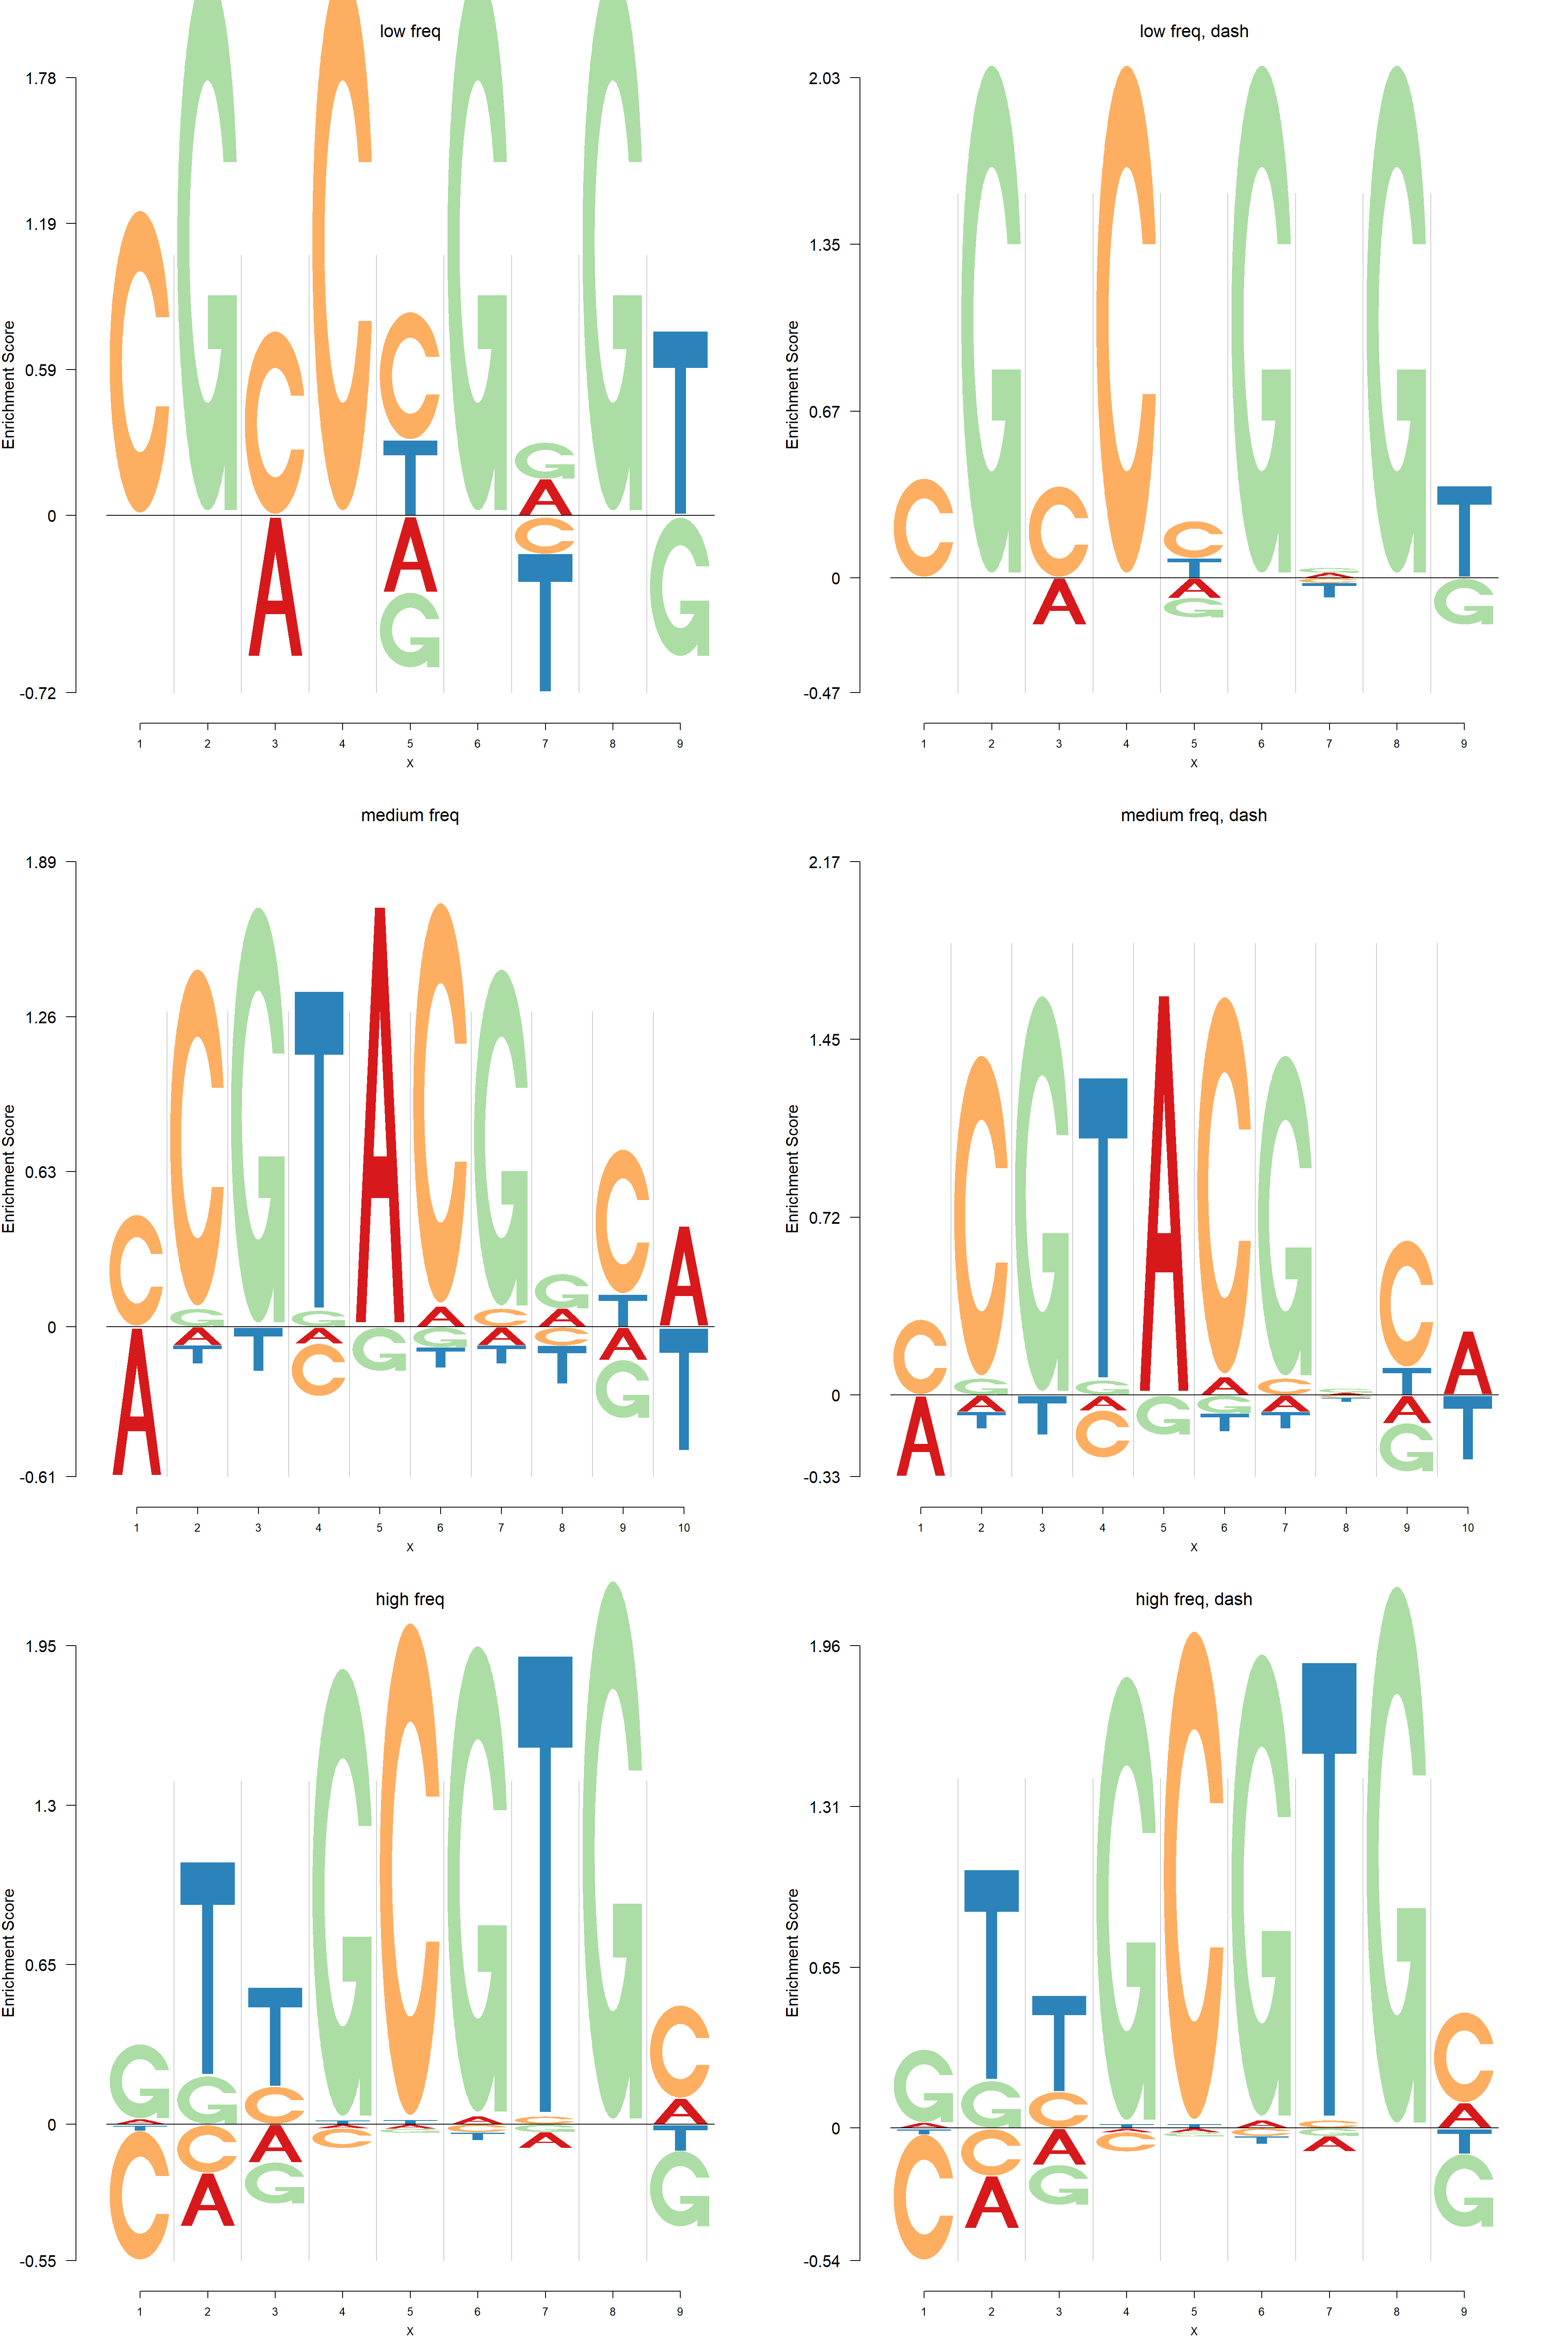 low freq
1.78
1.19
0.59
0
-0.72
Enrichment Score
C G C C C G G G T
T A
A A C G
G T
1 2 3 4 5 6 7 8 9
X
low freq, dash
2.03
1.35
0.67
0
-0.47
Enrichment Score
C G C C C G G G T
T A
A A C G
G T
1 2 3 4 5 6 7 8 9
X
medium freq
1.89
1.26
0.63
0
-0.61
Enrichment Score
C C G T A C G G C A
G G A C A T
A A T A G G A C A T
T C T T T G
1 2 3 4 5 6 7 8 9 10
X
medium freq, dash
2.17
1.45
0.72
0
-0.33
Enrichment Score
C C G T A C G G C A
G G A C A T
A A T A G G A C A T
T C T T T G
1 2 3 4 5 6 7 8 9 10
X
high freq
1.95
1.3
0.65
0
-0.55
Enrichment Score
G T T G C G T G C
A G C T T A C A
T C A A A C G T
C A G C G T A G
1 2 3 4 5 6 7 8 9
X
high freq, dash
1.96
1.31
0.65
0
-0.54
Enrichment Score
G T T G C G T G C
A G C T T A C A
T C A A A C G T
C A G C G T A G
1 2 3 4 5 6 7 8 9
X